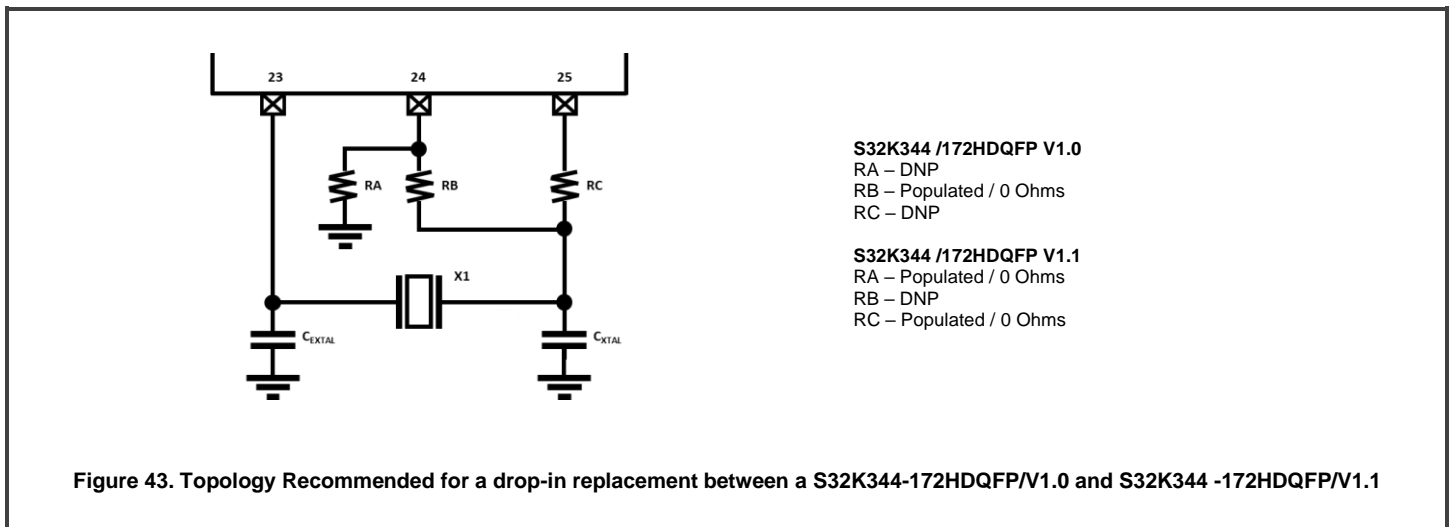 23 24 25
RA RB RC
X1
CEXTAL CXTAL
S32K344 /172HDQFP V1.0
RA – DNP
RB – Populated / 0 Ohms
RC – DNP
S32K344 /172HDQFP V1.1
RA – Populated / 0 Ohms
RB – DNP
RC – Populated / 0 Ohms
Figure 43. Topology Recommended for a drop-in replacement between a S32K344-172HDQFP/V1.0 and S32K344 -172HDQFP/V1.1